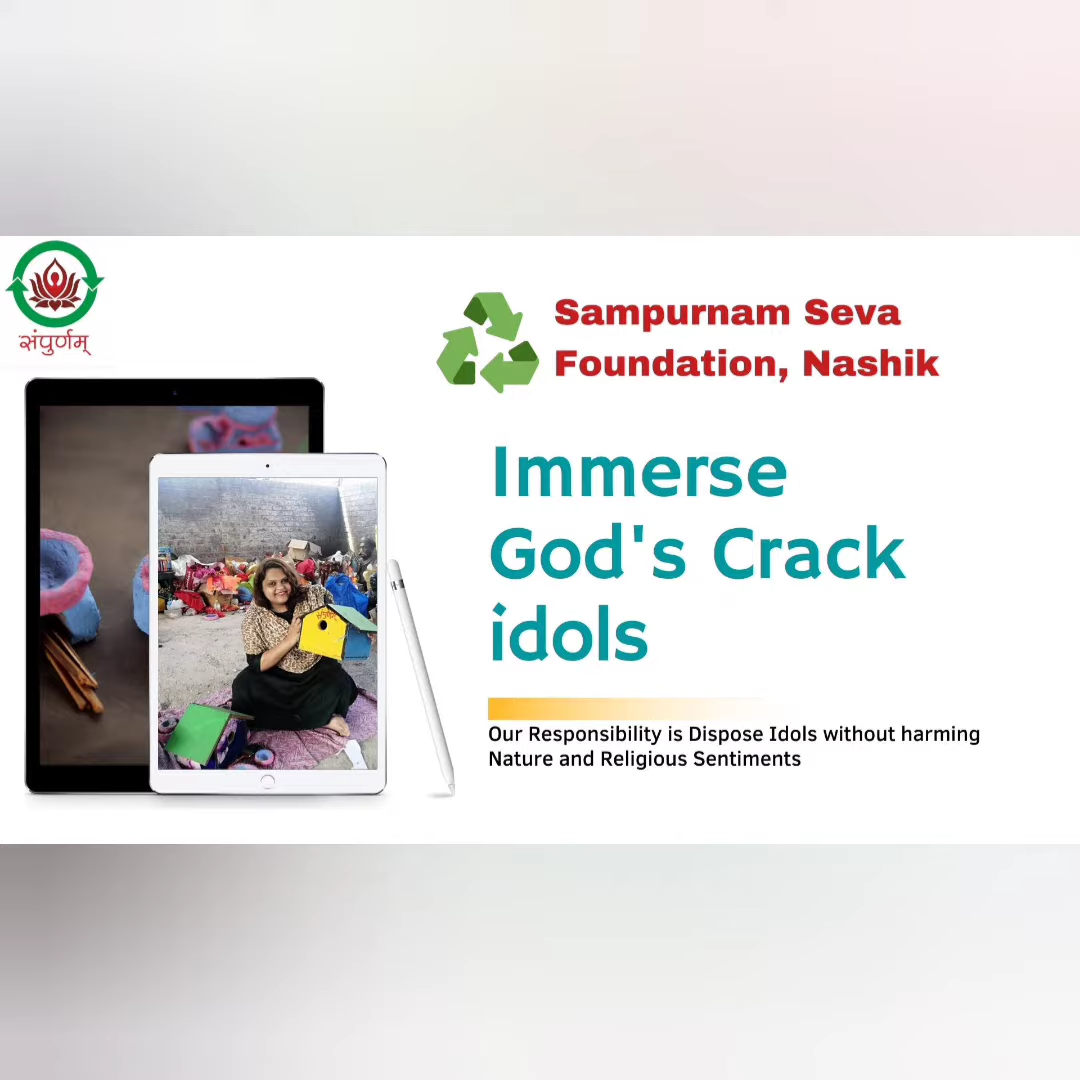 संपुर्णम्
Sampurnam Seva
Foundation, Nashik
Immerse
God's Crack
idols
Our Responsibility is Dispose Idols without harming
Nature and Religious Sentiments